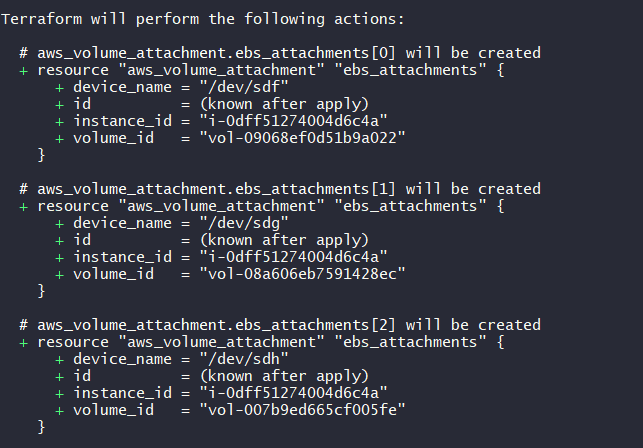 Terraform will perform the following actions:
# aws_volume_attachment.ebs_attachments[0] will be created
+ resource "aws_volume_attachment" "ebs_attachments" {
+ device_name = "/dev/sdf"
+ id          = (known after apply)
+ instance_id = "i-0dff51274004d6c4a"
+ volume_id   = "vol-09068ef0d51b9a022"
}
# aws_volume_attachment.ebs_attachments[1] will be created
+ resource "aws_volume_attachment" "ebs_attachments" {
+ device_name = "/dev/sdg"
+ id          = (known after apply)
+ instance_id = "i-0dff51274004d6c4a"
+ volume_id   = "vol-08a606eb7591428ec"
}
# aws_volume_attachment.ebs_attachments[2] will be created
+ resource "aws_volume_attachment" "ebs_attachments" {
+ device_name = "/dev/sdh"
+ id          = (known after apply)
+ instance_id = "i-0dff51274004d6c4a"
+ volume_id   = "vol-007b9ed665cf005fe"
}